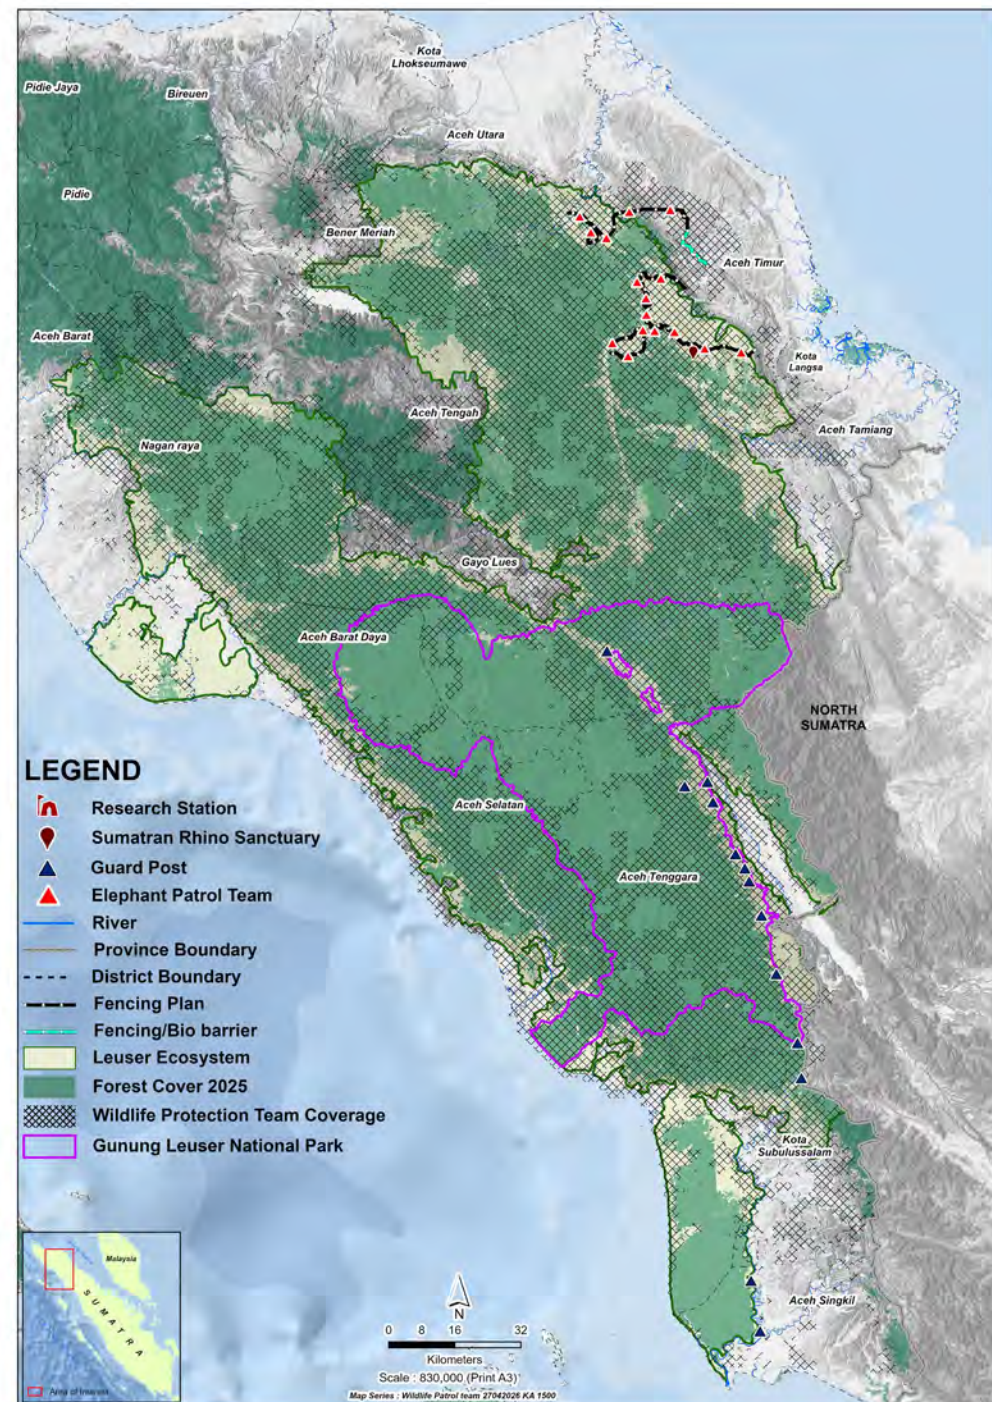 Kota
Lhokseumawe
Pidie Jaya
Bireuen
Aceh Utara
Pidie
Bener Meriah
Aceh Timur
Aceh Barat
Kota
Langsa
Aceh Tengah
Aceh Tamiang
Nagan raya
Gayo Lues
Aceh Barat Daya
NORTH
SUMATRA
Aceh Selatan
Aceh Tenggara
Kota
Subulussalam
Aceh Singkil
LEGEND
Research Station
Sumatran Rhino Sanctuary
Guard Post
Elephant Patrol Team
River
Province Boundary
District Boundary
Fencing Plan
Fencing/Bio barrier
Leuser Ecosystem
Forest Cover 2025
Wildlife Protection Team Coverage
Gunung Leuser National Park
Malaysia
SUMATRA
Area of Interest
N
0 8 16 32
Kilometers
Scale : 830,000 (Print A3)
Map Series : Wildlife Patrol team 27042026 KA 1500